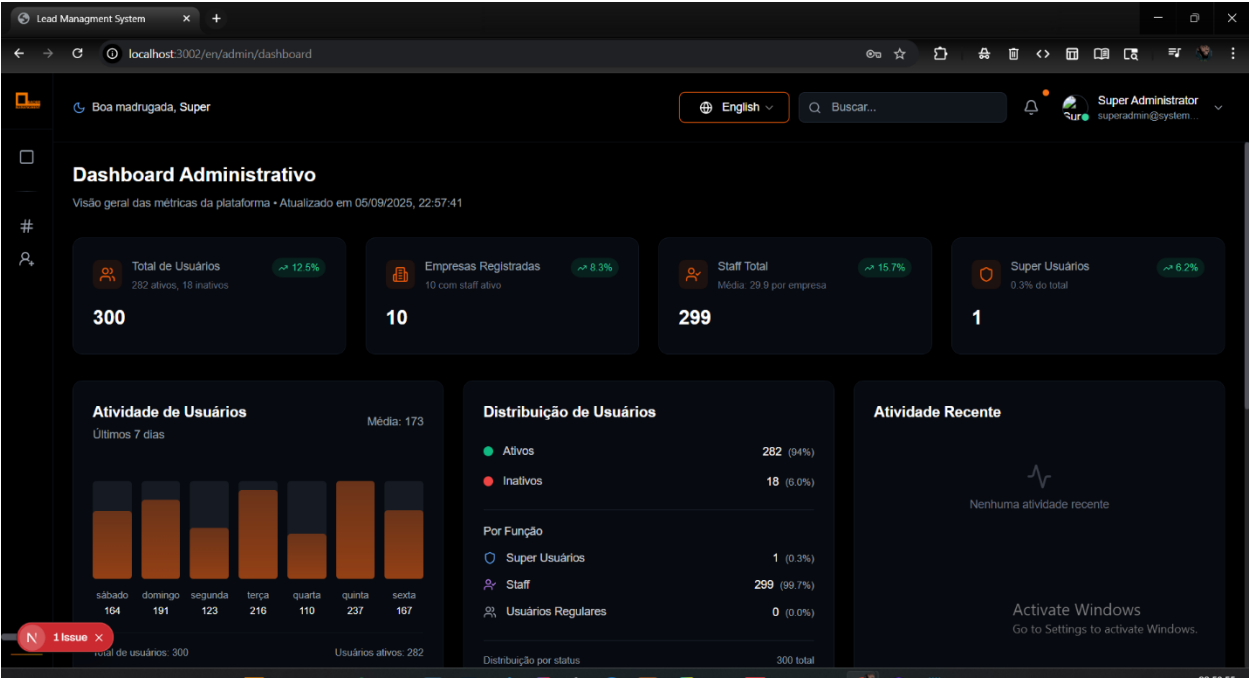 Lead Managment System
localhost:3002/en/admin/dashboard
Boa madrugada, Super
English
Buscar...
Super Administrator
superadmin@system...
Dashboard Administrativo
Visão geral das métricas da plataforma • Atualizado em 05/09/2025, 22:57:41
Total de Usuários
12.5%
282 ativos, 18 inativos
300
Empresas Registradas
8.3%
10 com staff ativo
10
Staff Total
15.7%
Média: 29.9 por empresa
299
Super Usuários
6.2%
0.3% do total
1
Atividade de Usuários
Média: 173
Últimos 7 dias
sábado domingo segunda terça quarta quinta sexta
164 191 123 216 110 237 167
Total de usuários: 300 Usuários ativos: 282
Distribuição de Usuários
Ativos 282 (94%)
Inativos 18 (6.0%)
Por Função
Super Usuários 1 (0.3%)
Staff 299 (99.7%)
Usuários Regulares 0 (0.0%)
Distribuição por status 300 total
Atividade Recente
Nenhuma atividade recente
Activate Windows
Go to Settings to activate Windows.
N 1 Issue